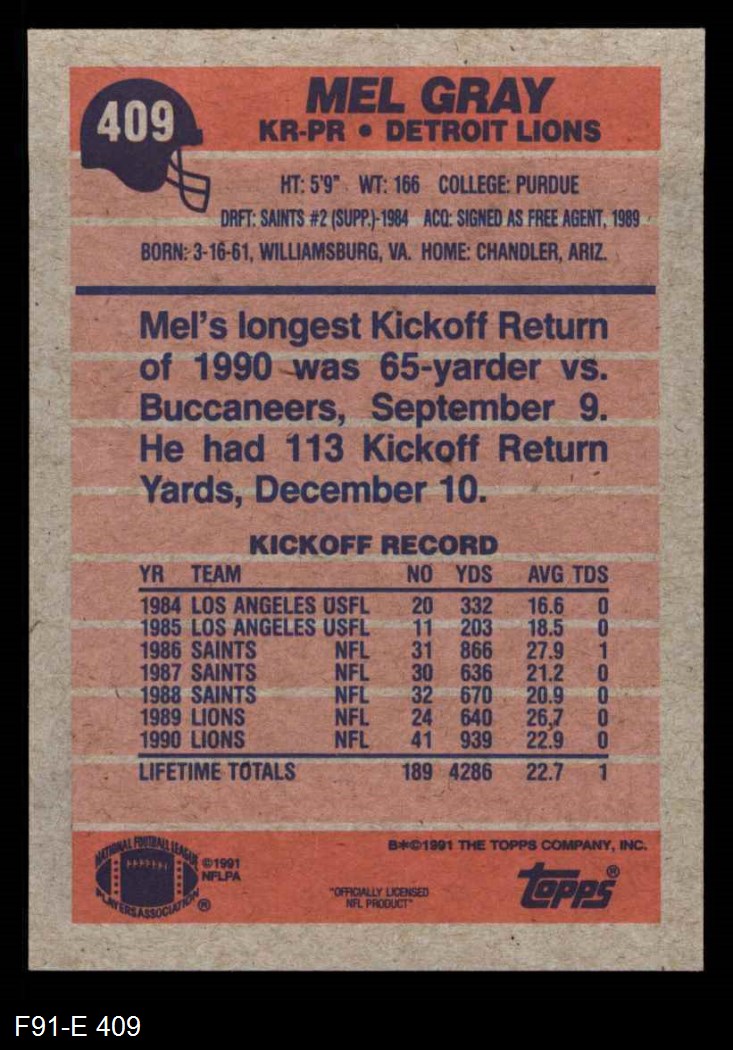 409
MEL GRAY
KR-PR • DETROIT LIONS
HT: 5'9" WT: 166 COLLEGE: PURDUE
DRFT: SAINTS #2 (SUPP.)-1984 ACQ: SIGNED AS FREE AGENT, 1989
BORN: 3-16-61, WILLIAMSBURG, VA. HOME: CHANDLER, ARIZ.
Mel's longest Kickoff Return
of 1990 was 65-yarder vs.
Buccaneers, September 9.
He had 113 Kickoff Return
Yards, December 10.
KICKOFF RECORD
YR TEAM NO YDS AVG TDS
1984 LOS ANGELES USFL 20 332 16.6 0
1985 LOS ANGELES USFL 11 203 18.5 0
1986 SAINTS NFL 31 866 27.9 1
1987 SAINTS NFL 30 636 21.2 0
1988 SAINTS NFL 32 670 20.9 0
1989 LIONS NFL 24 640 26.7 0
1990 LIONS NFL 41 939 22.9 0
LIFETIME TOTALS 189 4286 22.7 1
B*©1991 THE TOPPS COMPANY, INC.
NATIONAL FOOTBALL LEAGUE
PLAYERS ASSOCIATION ®
©1991
NFLPA
"OFFICIALLY LICENSED
NFL PRODUCT"
topps®
F91-E 409